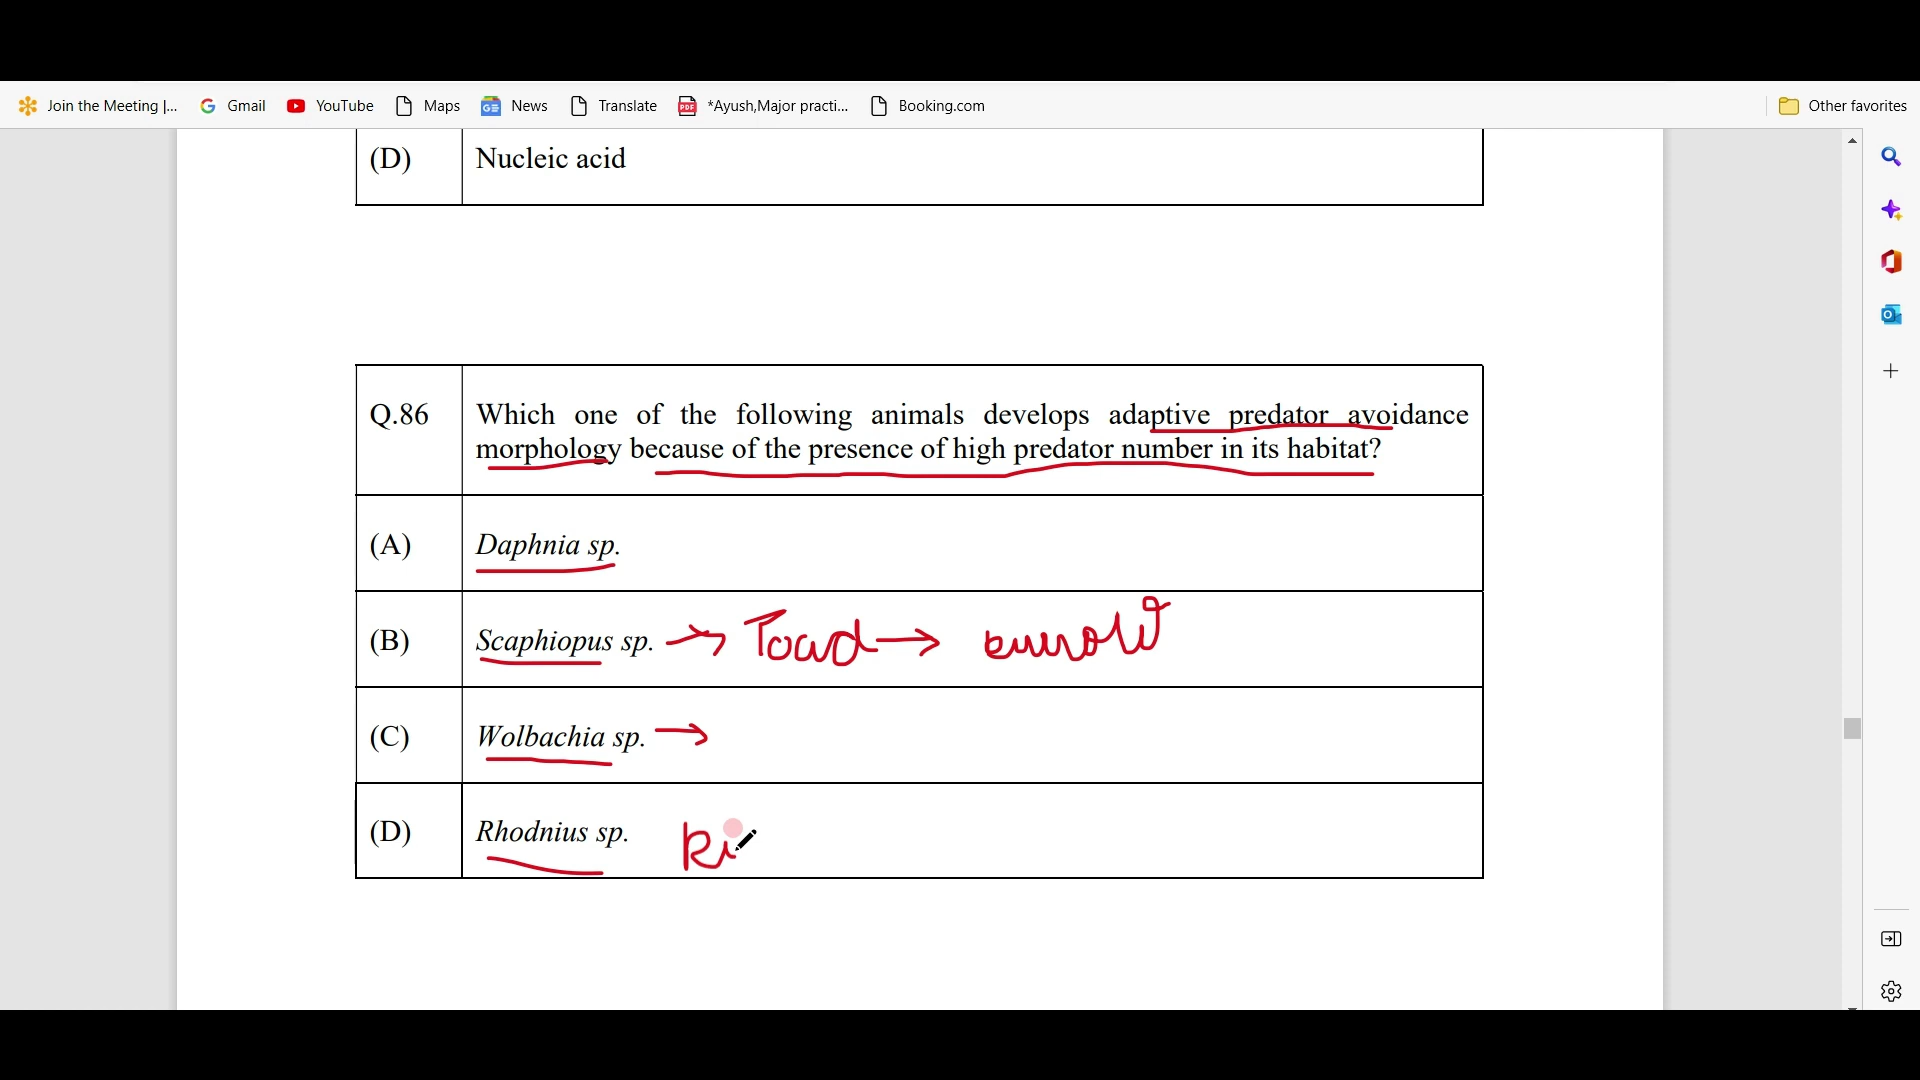 Join the Meeting |... Gmail YouTube Maps News Translate *Ayush,Major practi... Booking.com Other favorites
(D) Nucleic acid
Q.86 Which one of the following animals develops adaptive predator avoidance
morphology because of the presence of high predator number in its habitat?
(A) Daphnia sp.
(B) Scaphiopus sp. → Toad →
(C) Wolbachia sp. →
(D) Rhodnius sp. Ki